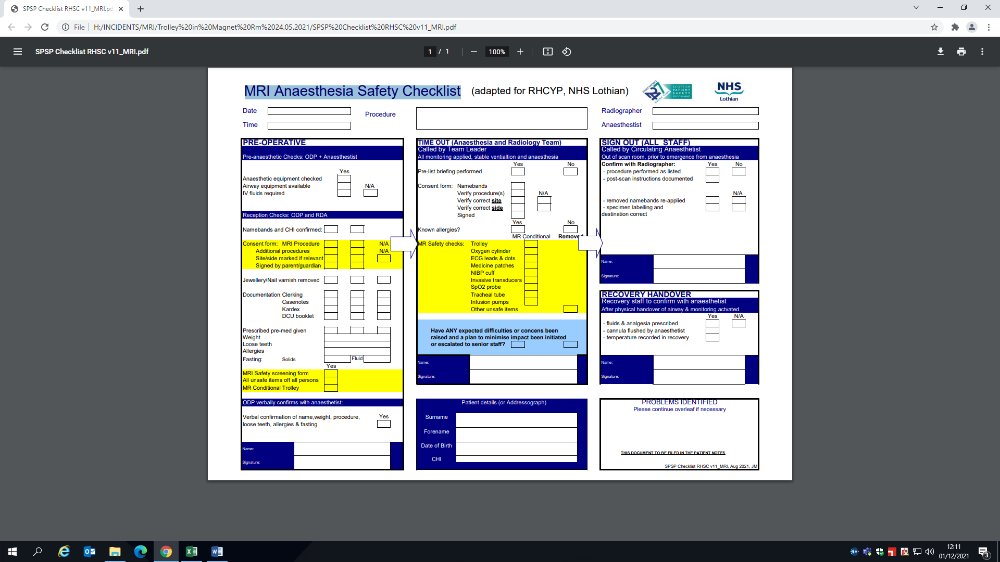 SPSP Checklist RHSC v11_MRI.pd
File | H:/INCIDENTS/MRI/Trolley%20in%20Magnet%20Rm%2024.05.2021/SPSP%20Checklist%20RHSC%20v11_MRI.pdf
SPSP Checklist RHSC v11_MRI.pdf
1 / 1
100%
MRI Anaesthesia Safety Checklist (adapted for RHCYP, NHS Lothian)
SCOTTISH PATIENT SAFETY PROGRAMME
NHS
Lothian
Date
Time
Procedure
Radiographer
Anaesthestist
PRE-OPERATIVE
Pre-anaesthetic Checks: ODP + Anaesthestist
Yes
Anaesthetic equipment checked
Airway equipment available N/A
IV fluids required
Reception Checks: ODP and RDA
Namebands and CHI confirmed:
Consent form: MRI Procedure N/A
Additional procedures N/A
Site/side marked if relevant
Signed by parent/guardian
Jewellery/Nail varnish removed
Documentation: Clerking
Casenotes
Kardex
DCU booklet
Prescribed pre-med given
Weight
Loose teeth
Allergies
Fasting: Solids Fluid
Yes
MRI Safety screening form
All unsafe items off all persons
MR Conditional Trolley
ODP verbally confirms with anaesthetist:
Verbal confirmation of name,weight, procedure, Yes
loose teeth, allergies & fasting
Name:
Signature:
TIME OUT (Anaesthesia and Radiology Team)
Called by Team Leader
All monitoring applied, stable ventialtion and anaesthesia
Yes No
Pre-list briefing performed
Consent form: Namebands
Verify procedure(s) N/A
Verify correct site
Verify correct side
Signed
Yes No
Known allergies?
MR Conditional Removed
MR Safety checks: Trolley
Oxygen cylinder
ECG leads & dots
Medicine patches
NIBP cuff
Invasive transducers
SpO2 probe
Tracheal tube
Infusion pumps
Other unsafe items
Have ANY expected difficulties or concens been
raised and a plan to minimise impact been initiated
or escalated to senior staff?
Name:
Signature:
Patient details (or Addressograph)
Surname
Forename
Date of Birth
CHI
SIGN OUT (ALL STAFF)
Called by Circulating Anaesthetist
Out of scan room, prior to emergence from anaesthesia
Confirm with Radiographer: Yes No
- procedure performed as listed
- post-scan instructions documented
N/A
- removed namebands re-applied
- specimen labelling and
destination correct
Name:
Signature:
RECOVERY HANDOVER
Recovery staff to confirm with anaesthetist
After physical handover of airway & monitoring actvated
Yes N/A
- fluids & analgesia prescribed
- cannula flushed by anaesthetist
- temperature recorded in recovery
Name:
Signature:
PROBLEMS IDENTIFIED
Please continue overleaf if necessary
THIS DOCUMENT TO BE FILED IN THE PATIENT NOTES
SPSP Checklist RHSC v11_MRI, Aug 2021, JM
12:11
01/12/2021
3